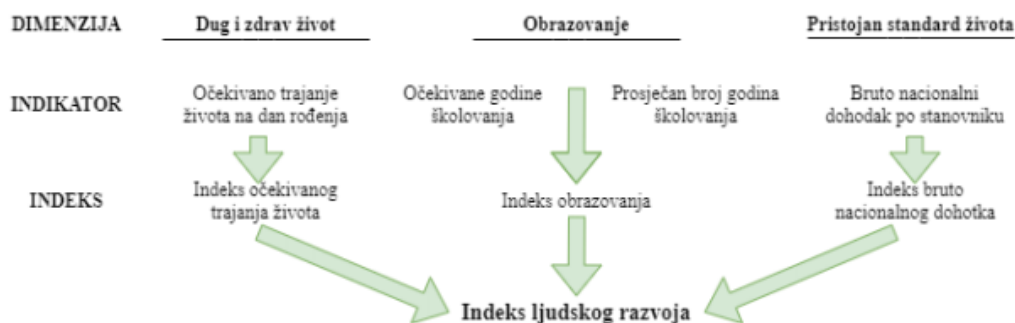 DIMENZIJA
Dug i zdrav život
Obrazovanje
Pristojan standard života
INDIKATOR
Očekivano trajanje
života na dan rođenja
Očekivane godine
školovanja
Prosječan broj godina
školovanja
Bruto nacionalni
dohodak po stanovniku
INDEKS
Indeks očekivanog
trajanja života
Indeks obrazovanja
Indeks bruto
nacionalnog dohotka
Indeks ljudskog razvoja